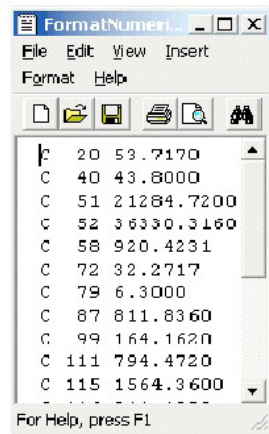 FormatNumeri...
File Edit View Insert
Format Help
C 20 53.7170
C 40 43.8000
C 51 21284.7200
C 52 36330.3160
C 58 920.4231
C 72 32.2717
C 79 6.3000
C 87 811.8360
C 99 164.1620
C 111 794.4720
C 115 1564.3600
For Help, press F1